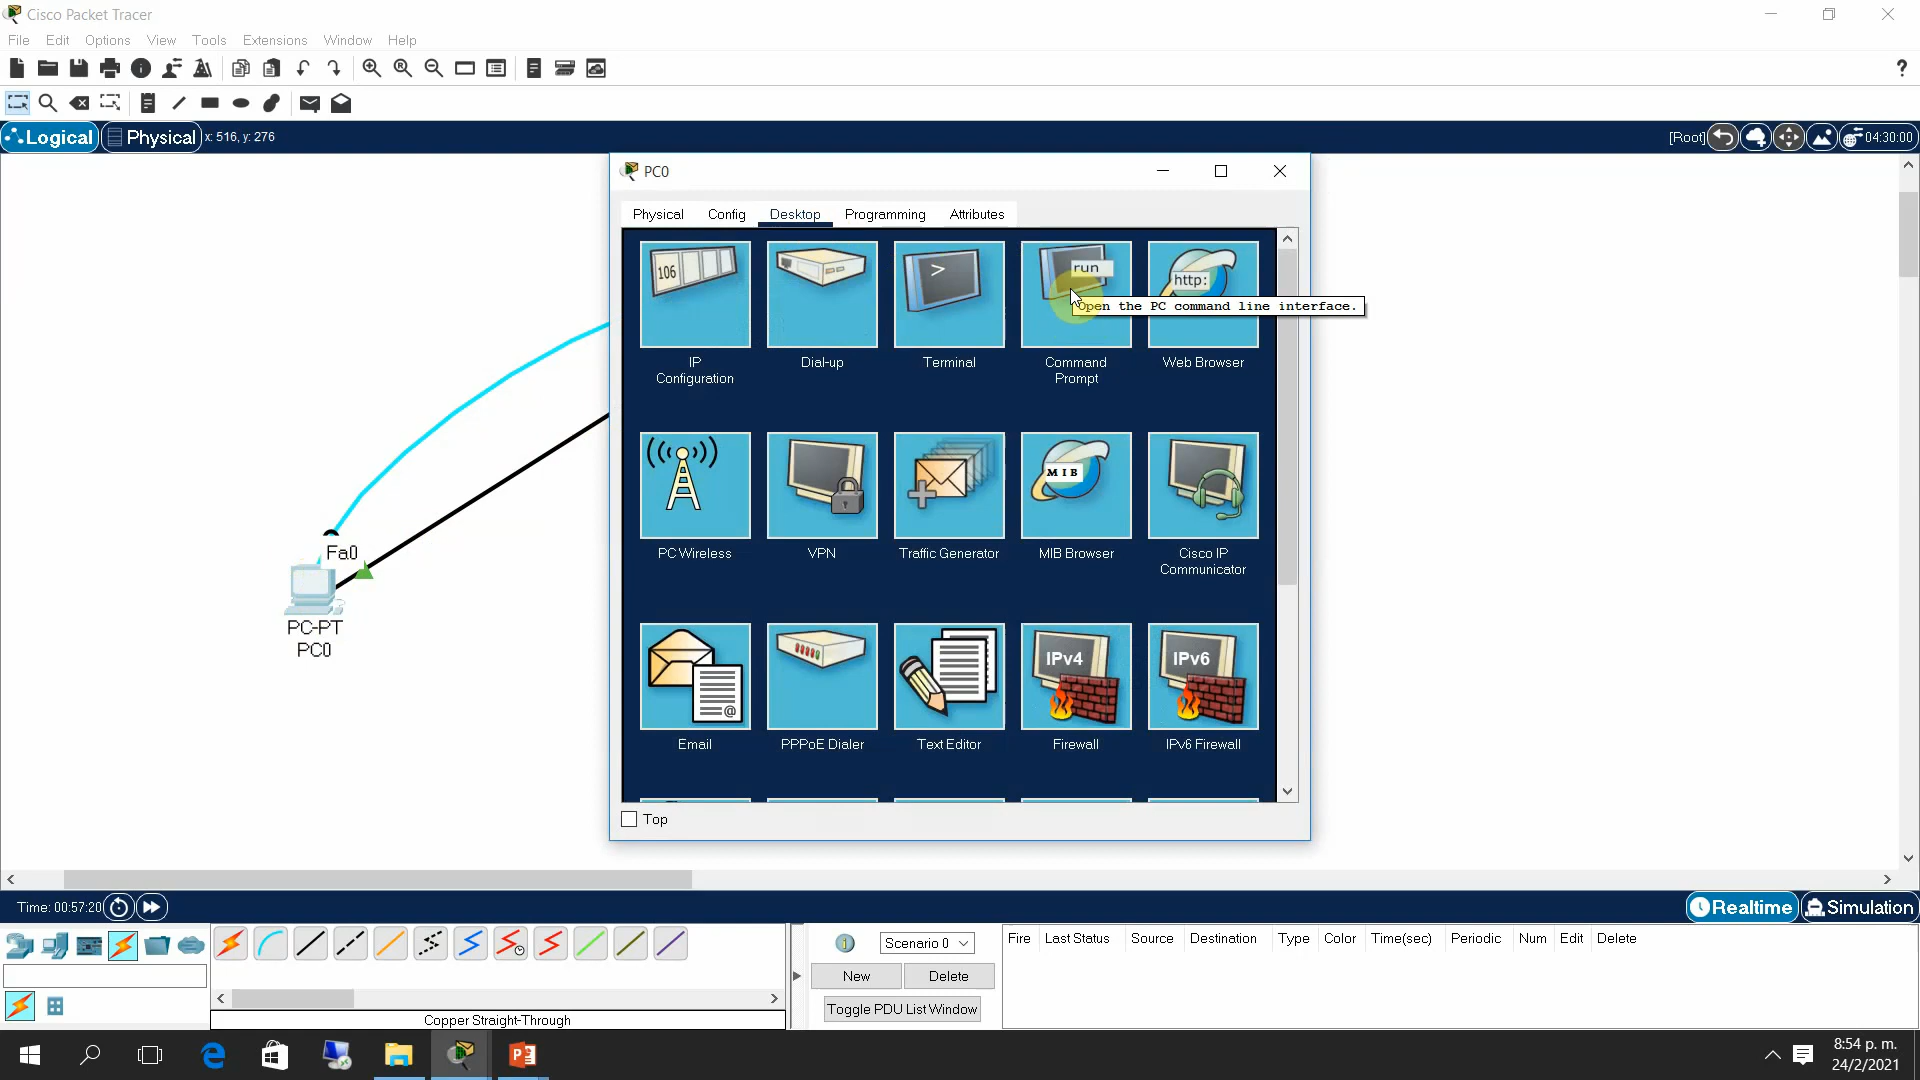 Cisco Packet Tracer
File Edit Options View Tools Extensions Window Help
?
Logical Physical x: 516, y: 276 [Root] 04:30:00
PC0
Physical Config Desktop Programming Attributes
106
>
run
http:
Open the PC command line interface.
IP Configuration
Dial-up
Terminal
Command Prompt
Web Browser
MIB
PC Wireless
VPN
Traffic Generator
MIB Browser
Cisco IP Communicator
@
IPv4
IPv6
Email
PPPoE Dialer
Text Editor
Firewall
IPv6 Firewall
Top
Fa0
PC-PT
PC0
Time: 00:57:20 Realtime Simulation
Scenario 0
New Delete
Toggle PDU List Window
Fire Last Status Source Destination Type Color Time(sec) Periodic Num Edit Delete
Copper Straight-Through
8:54 p. m.
24/2/2021